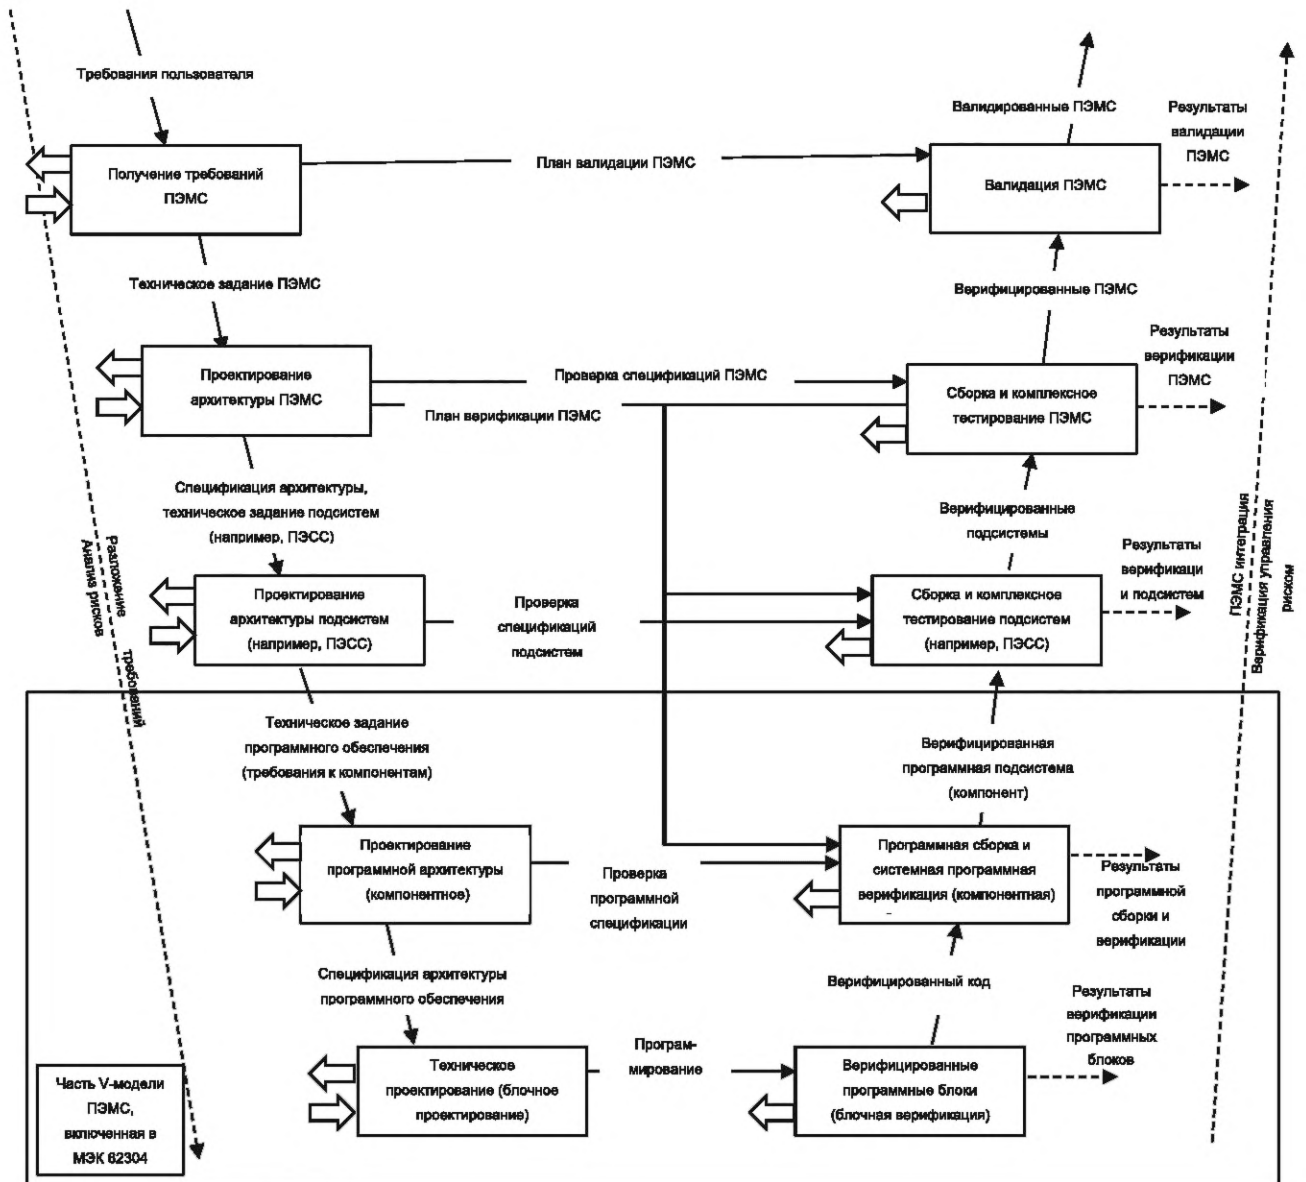 Требования пользователя
Валидированные ПЭМС
Результаты
валидации
ПЭМС
Получение требований
ПЭМС
План валидации ПЭМС
Валидация ПЭМС
Техническое задание ПЭМС
Верифицированные ПЭМС
Результаты
верификации
ПЭМС
Проектирование
архитектуры ПЭМС
Проверка спецификаций ПЭМС
План верификации ПЭМС
Сборка и комплексное
тестирование ПЭМС
Спецификация архитектуры,
техническое задание подсистем
(например, ПЭСС)
Верифицированные
подсистемы
Результаты
верификаци
и подсистем
Разложение требований
Анализ рисков
ПЭМС интеграция
Верификация управления
риском
Проектирование
архитектуры подсистем
(например, ПЭСС)
Проверка
спецификаций
подсистем
Сборка и комплексное
тестирование подсистем
(например, ПЭСС)
Техническое задание
программного обеспечения
(требования к компонентам)
Верифицированная
программная подсистема
(компонент)
Проектирование
программной архитектуры
(компонентное)
Проверка
программной
спецификации
Программная сборка и
системная программная
верификация (компонентная)
Результаты
программной
сборки и
верификации
Спецификация архитектуры
программного обеспечения
Верифицированный код
Результаты
верификации
программных
блоков
Техническое
проектирование (блочное
проектирование)
Програм-
мирование
Верифицированные
программные блоки
(блочная верификация)
Часть V-модели
ПЭМС,
включенная в
МЭК 62304